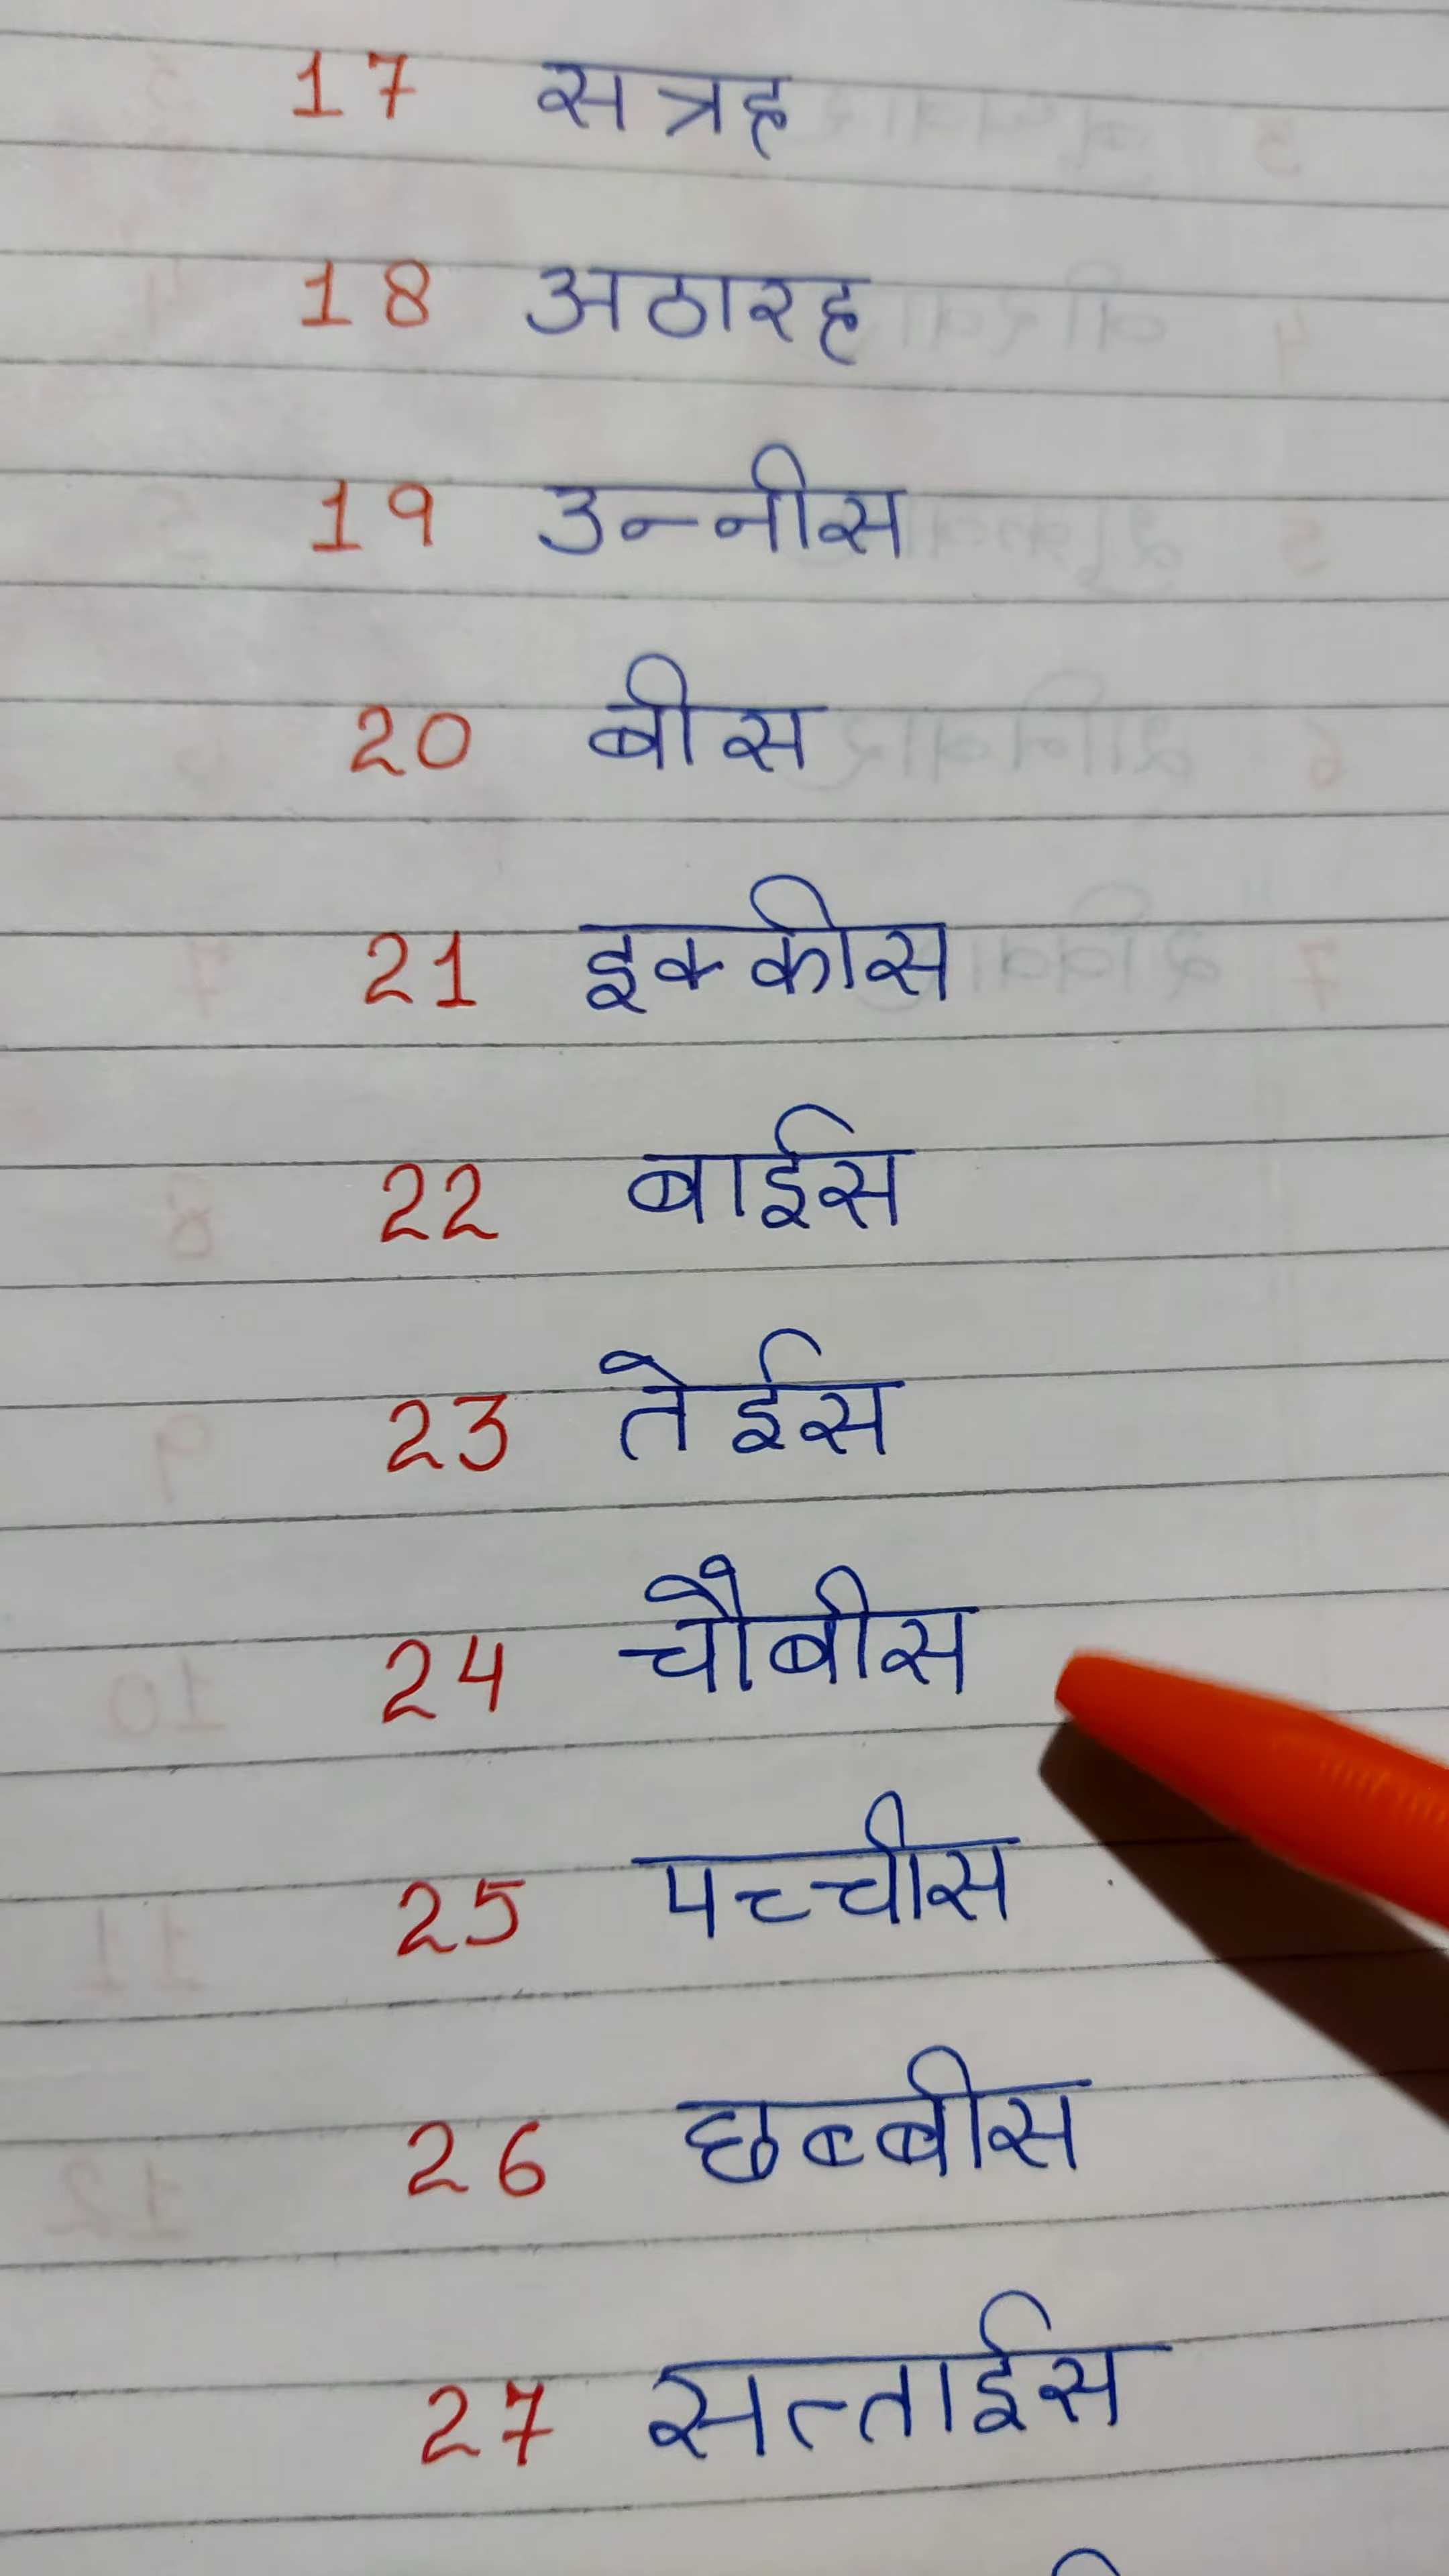 17 सत्रह
18 अठारह
19 उन्नीस
20 बीस
21 इक्कीस
22 बाईस
23 तेईस
24 चौबीस
25 पच्चीस
26 छब्बीस
27 सत्ताईस